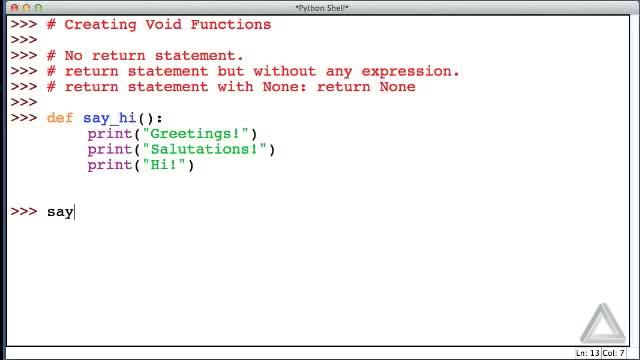 *Python Shell*
>>> # Creating Void Functions
>>>
>>> # No return statement.
>>> # return statement but without any expression.
>>> # return statement with None: return None
>>>
>>> def say_hi():
print("Greetings!")
print("Salutations!")
print("Hi!")
>>> say
Ln: 13 Col: 7